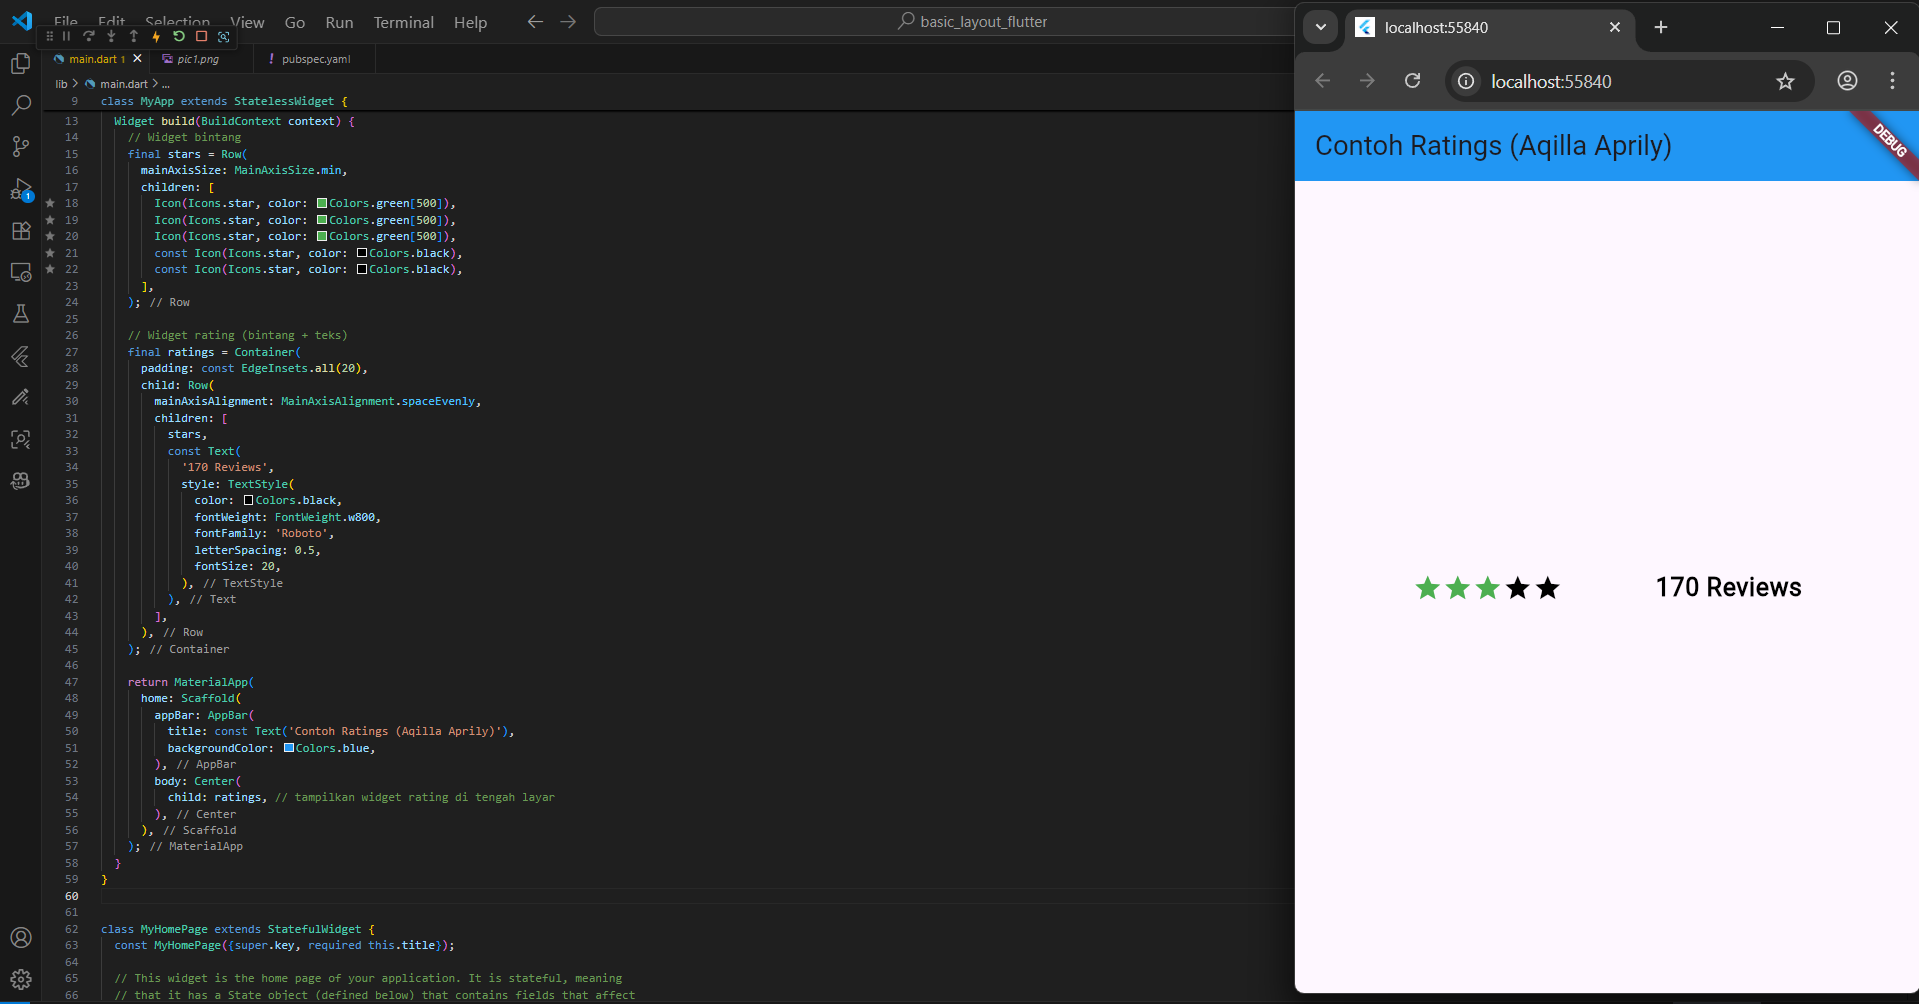 File Edit Selection View Go Run Terminal Help
basic_layout_flutter
main.dart 1
pic1.png
! pubspec.yaml
lib > main.dart > ...
9 class MyApp extends StatelessWidget {
13 Widget build(BuildContext context) {
14 // Widget bintang
15 final stars = Row(
16 mainAxisSize: MainAxisSize.min,
17 children: [
18 Icon(Icons.star, color: Colors.green[500]),
19 Icon(Icons.star, color: Colors.green[500]),
20 Icon(Icons.star, color: Colors.green[500]),
21 const Icon(Icons.star, color: Colors.black),
22 const Icon(Icons.star, color: Colors.black),
23 ],
24 ); // Row
25
26 // Widget rating (bintang + teks)
27 final ratings = Container(
28 padding: const EdgeInsets.all(20),
29 child: Row(
30 mainAxisAlignment: MainAxisAlignment.spaceEvenly,
31 children: [
32 stars,
33 const Text(
34 '170 Reviews',
35 style: TextStyle(
36 color: Colors.black,
37 fontWeight: FontWeight.w800,
38 fontFamily: 'Roboto',
39 letterSpacing: 0.5,
40 fontSize: 20,
41 ), // TextStyle
42 ), // Text
43 ],
44 ), // Row
45 ); // Container
46
47 return MaterialApp(
48 home: Scaffold(
49 appBar: AppBar(
50 title: const Text('Contoh Ratings (Aqilla Aprily)'),
51 backgroundColor: Colors.blue,
52 ), // AppBar
53 body: Center(
54 child: ratings, // tampilkan widget rating di tengah layar
55 ), // Center
56 ), // Scaffold
57 ); // MaterialApp
58 }
59 }
60
61
62 class MyHomePage extends StatefulWidget {
63 const MyHomePage({super.key, required this.title});
64
65 // This widget is the home page of your application. It is stateful, meaning
66 // that it has a State object (defined below) that contains fields that affect
1
localhost:55840
localhost:55840
Contoh Ratings (Aqilla Aprily)
DEBUG
170 Reviews